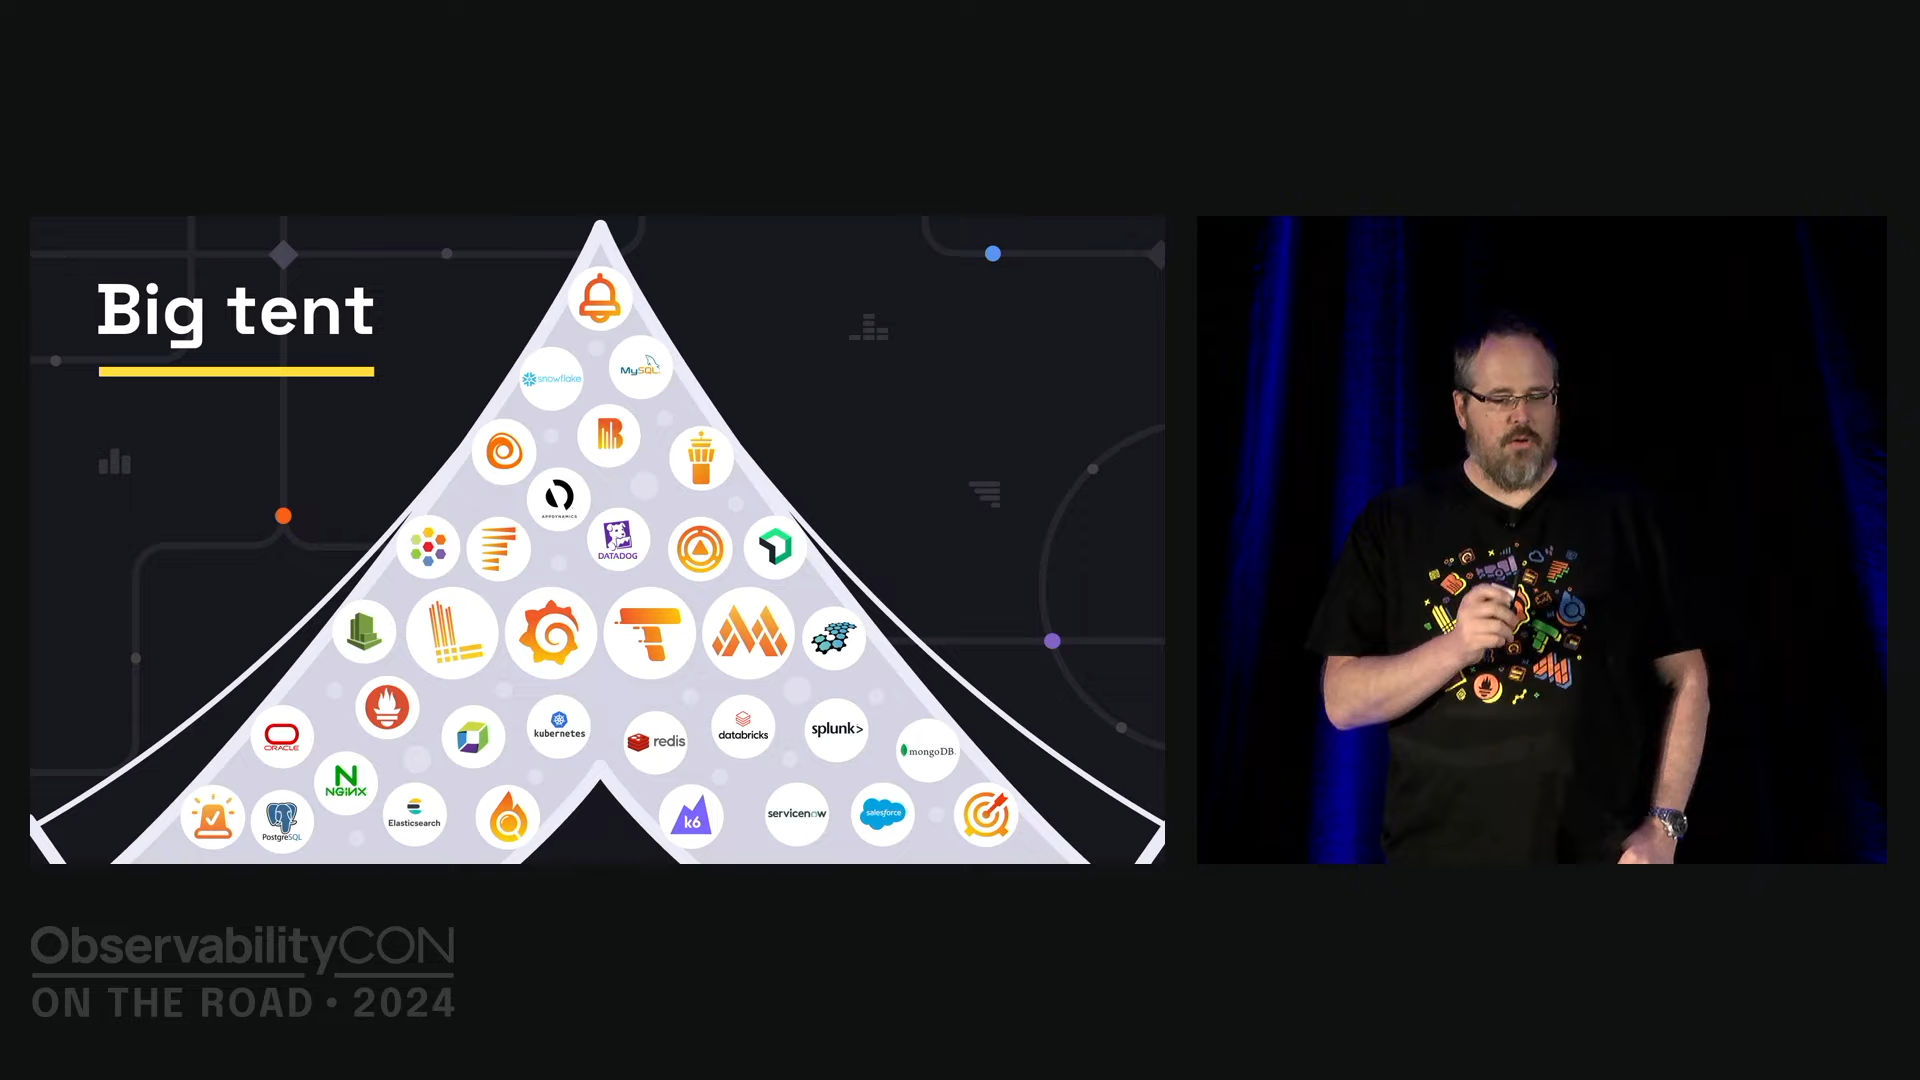 Big tent
snowflake
MySQL
B
APPDYNAMICS
DATADOG
ORACLE
kubernetes
redis
databricks
splunk>
mongoDB
NGINX
PostgreSQL
Elasticsearch
k6
servicenow
salesforce
ObservabilityCON
ON THE ROAD • 2024